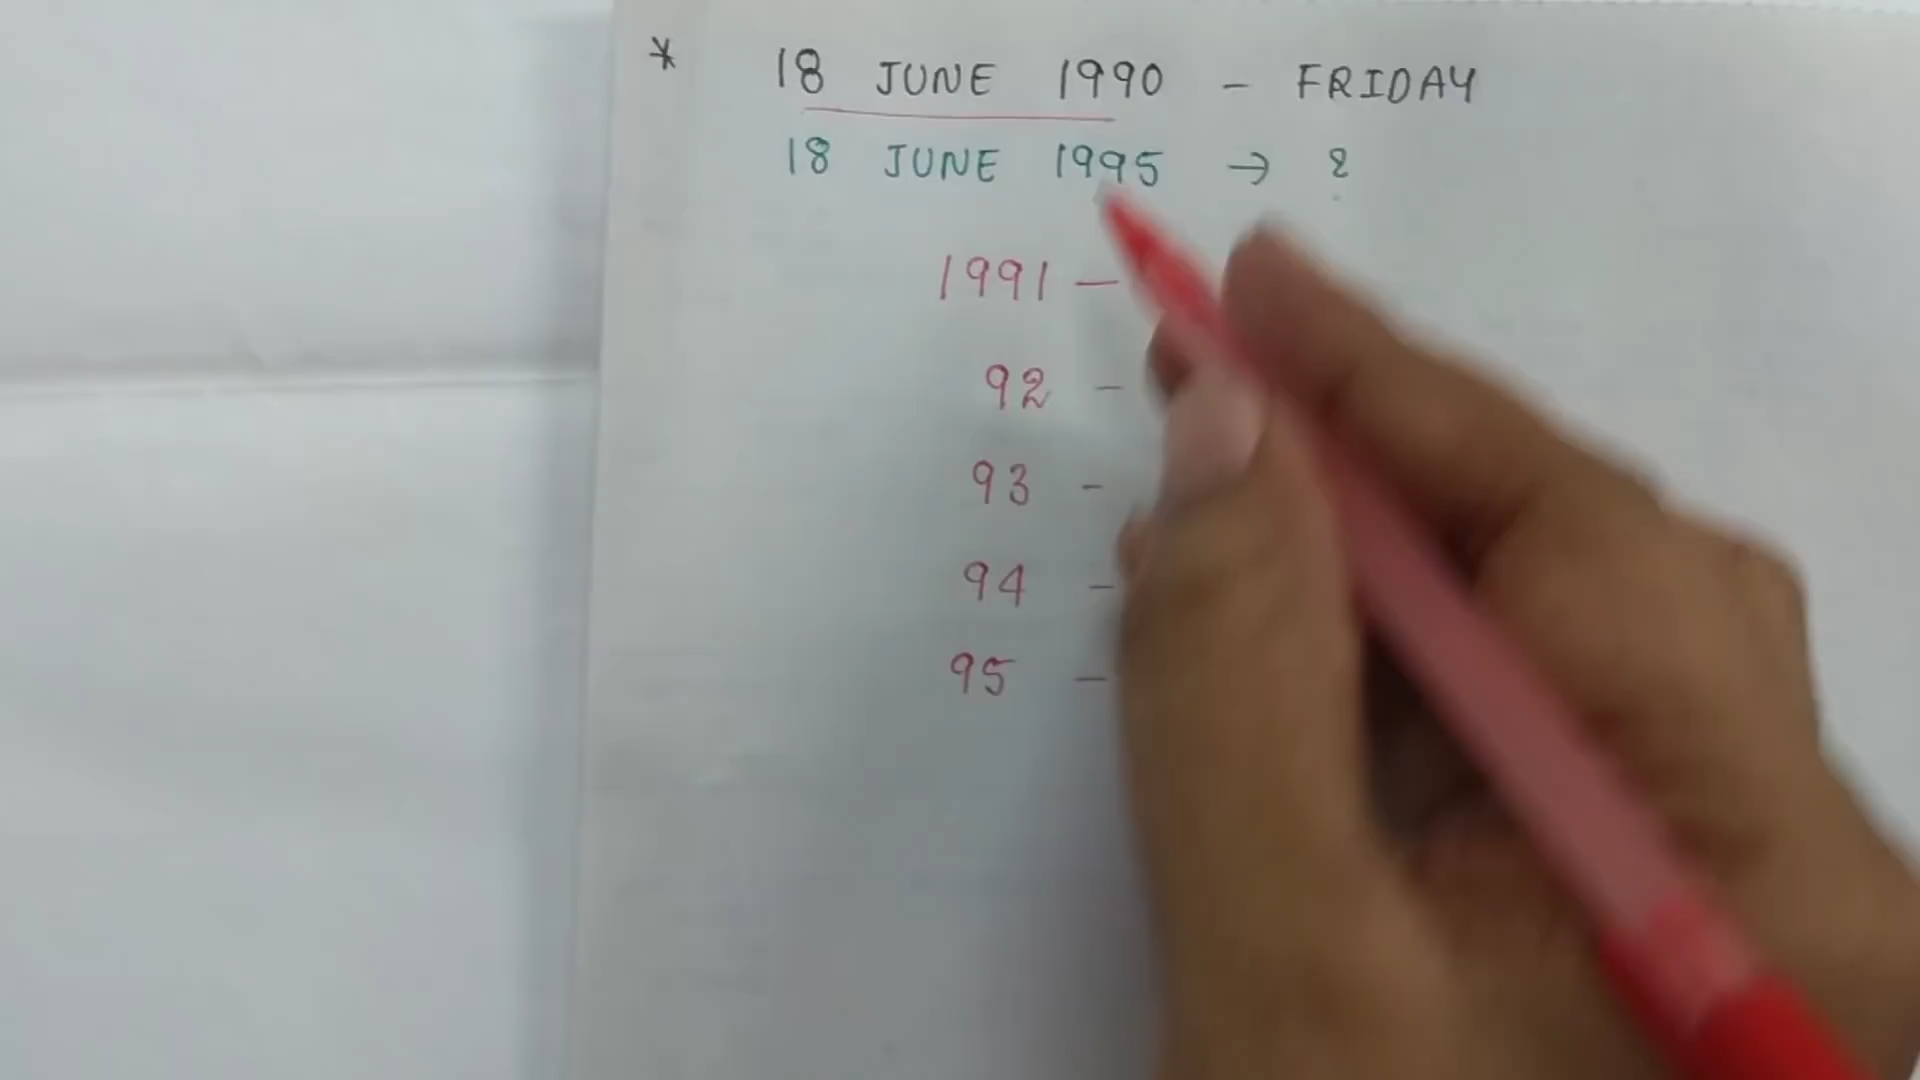 * 18 JUNE 1990 - FRIDAY
18 JUNE 1995 → ?
1991 -
92 -
93 -
94 -
95 -